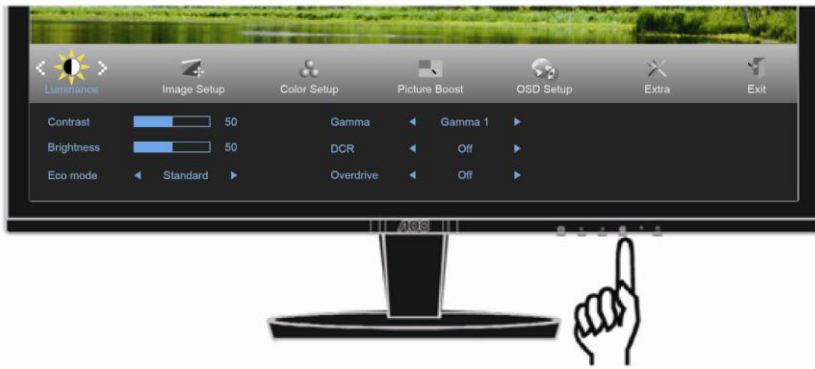 Luminance Image Setup Color Setup Picture Boost OSD Setup Extra Exit
Contrast 50 Gamma Gamma 1
Brightness 50 DCR Off
Eco mode Standard Overdrive Off
AOC